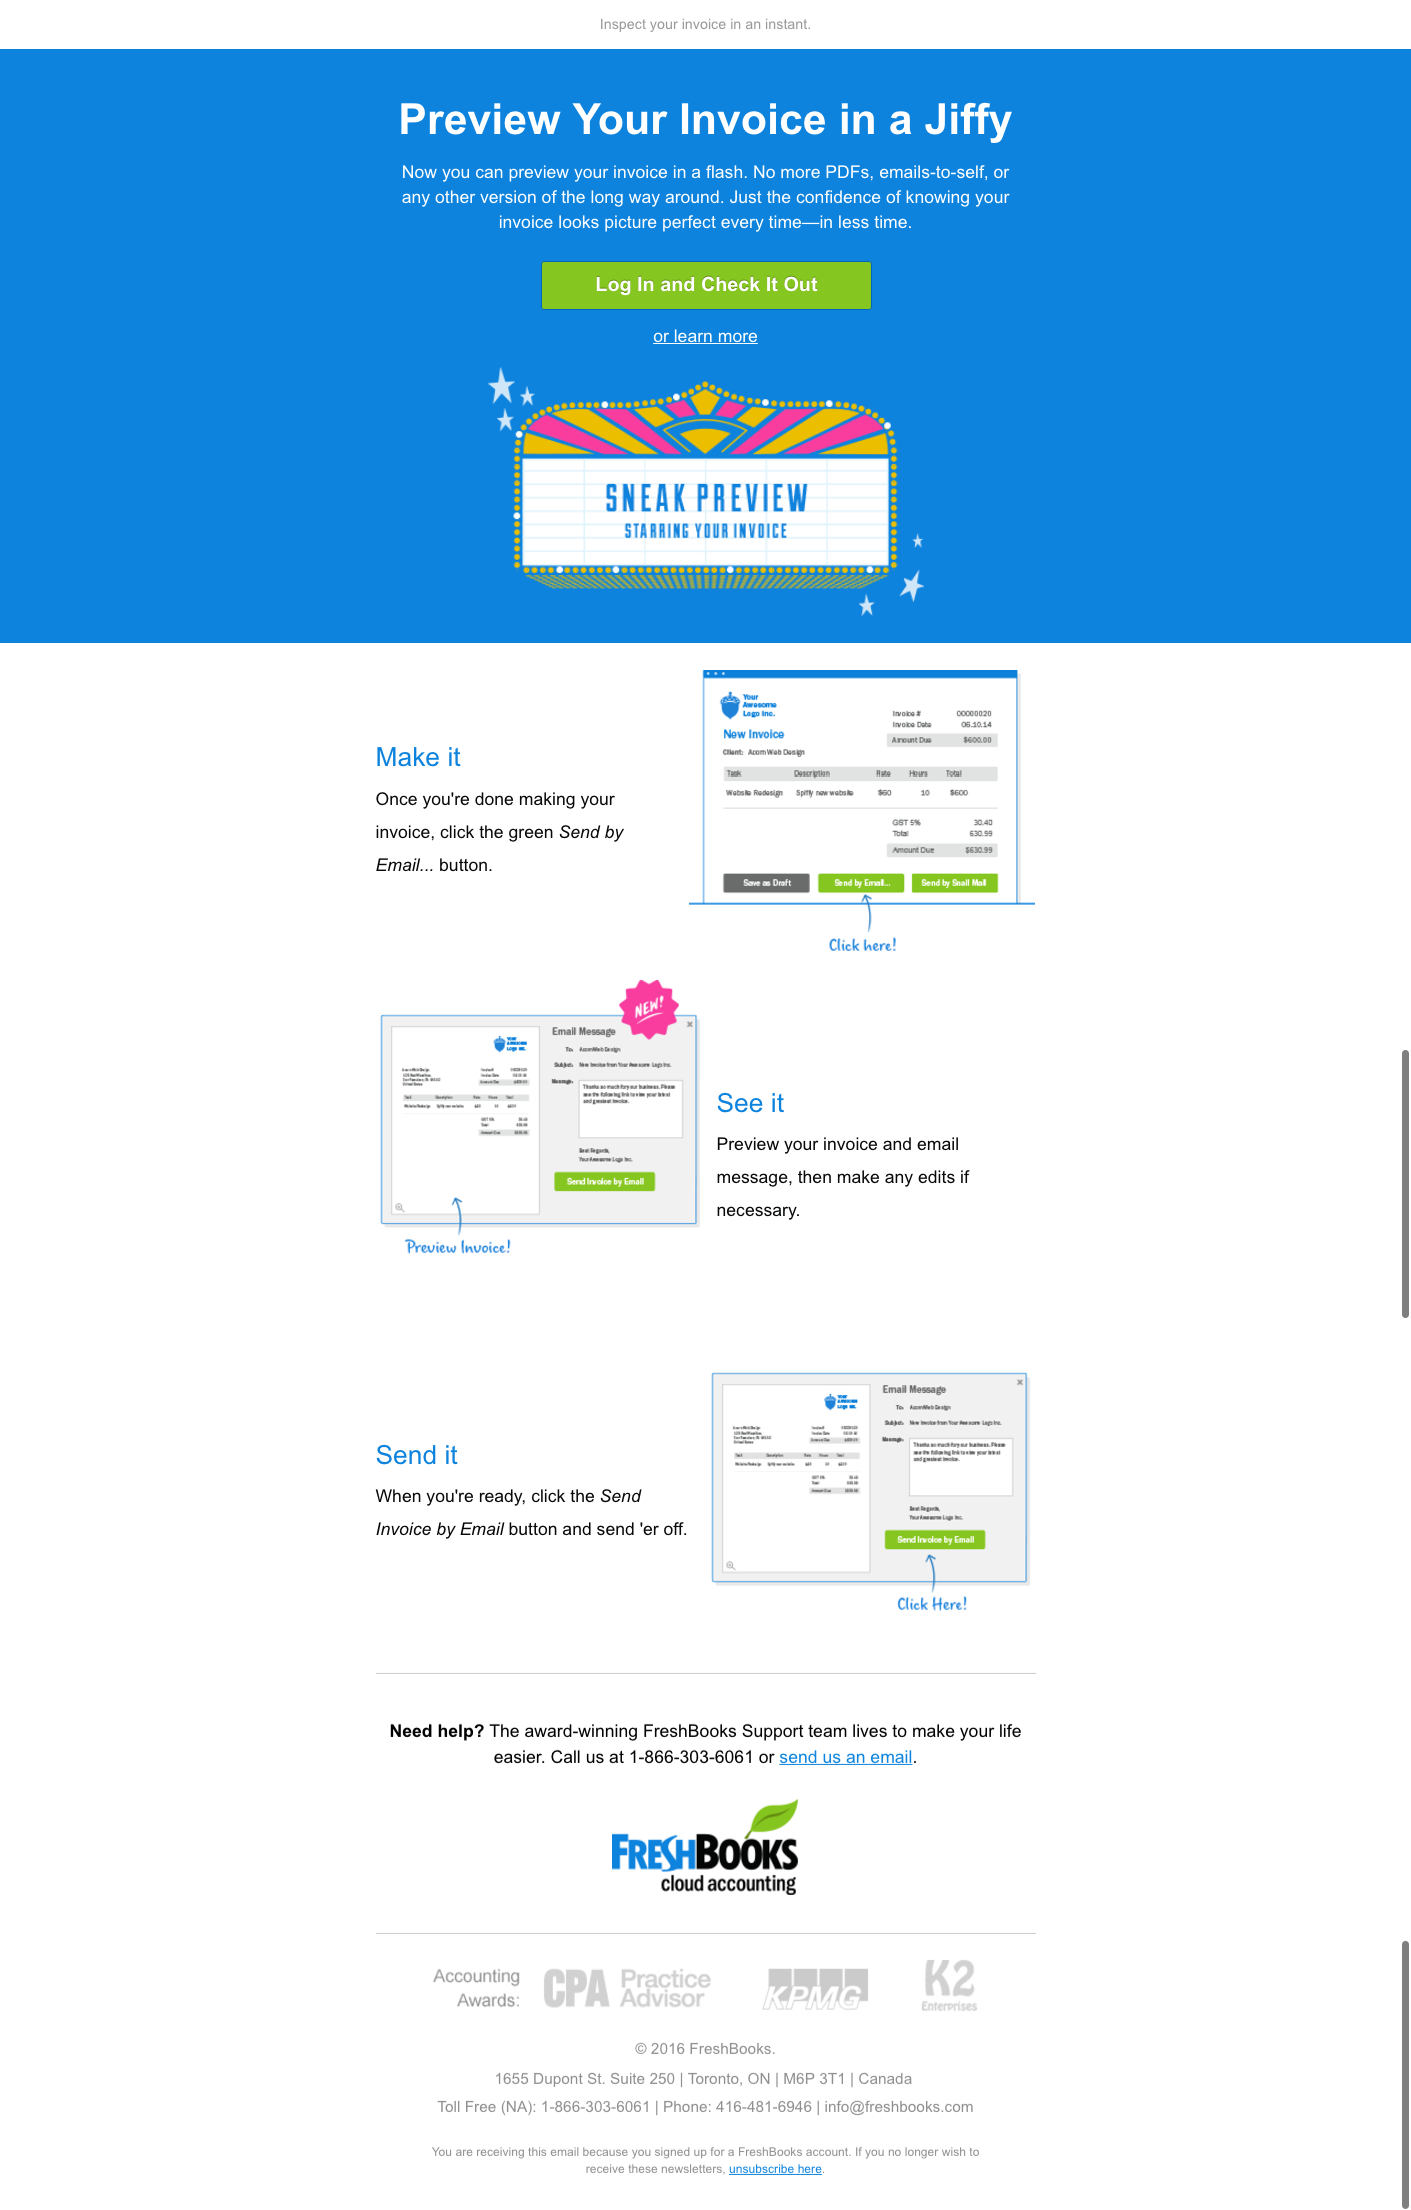 Inspect your invoice in an instant.
Preview Your Invoice in a Jiffy
Now you can preview your invoice in a flash. No more PDFs, emails-to-self, or
any other version of the long way around. Just the confidence of knowing your
invoice looks picture perfect every time—in less time.
Log In and Check It Out
or learn more
SNEAK PREVIEW
STARRING YOUR INVOICE
Make it
Once you're done making your
invoice, click the green Send by
Email... button.
Your
Awesome
Logo Inc.
New Invoice
Client: Acorn Web Design
Invoice # 00000020
Invoice Date 06.10.14
Amount Due $600.00
Task Description Rate Hours Total
Website Redesign Spiffy new website $60 10 $600
GST 5% 30.40
Total 630.99
Amount Due $630.99
Save as Draft Send by Email... Send by Snail Mail
Click here!
NEW!
Your
Awesome
Logo Inc.
Email Message
To: AcornWeb Design
Subject: New Invoice from Your Awesome Logo Inc.
Message:
Thanks so much for your business. Please
see the following link to view your latest
and greatest invoice.
Best Regards,
Your Awesome Logo Inc.
Send Invoice by Email
Preview Invoice!
See it
Preview your invoice and email
message, then make any edits if
necessary.
Send it
When you're ready, click the Send
Invoice by Email button and send 'er off.
Your
Awesome
Logo Inc.
Email Message
To: AcornWeb Design
Subject: New Invoice from Your Awesome Logo Inc.
Message:
Thanks so much for your business. Please
see the following link to view your latest
and greatest invoice.
Best Regards,
Your Awesome Logo Inc.
Send Invoice by Email
Click Here!
Need help? The award-winning FreshBooks Support team lives to make your life
easier. Call us at 1-866-303-6061 or send us an email.
FRESHBOOKS
cloud accounting
Accounting
Awards:
CPA Practice
Advisor
KPMG
K2
Enterprises
© 2016 FreshBooks.
1655 Dupont St. Suite 250 | Toronto, ON | M6P 3T1 | Canada
Toll Free (NA): 1-866-303-6061 | Phone: 416-481-6946 | info@freshbooks.com
You are receiving this email because you signed up for a FreshBooks account. If you no longer wish to
receive these newsletters, unsubscribe here.